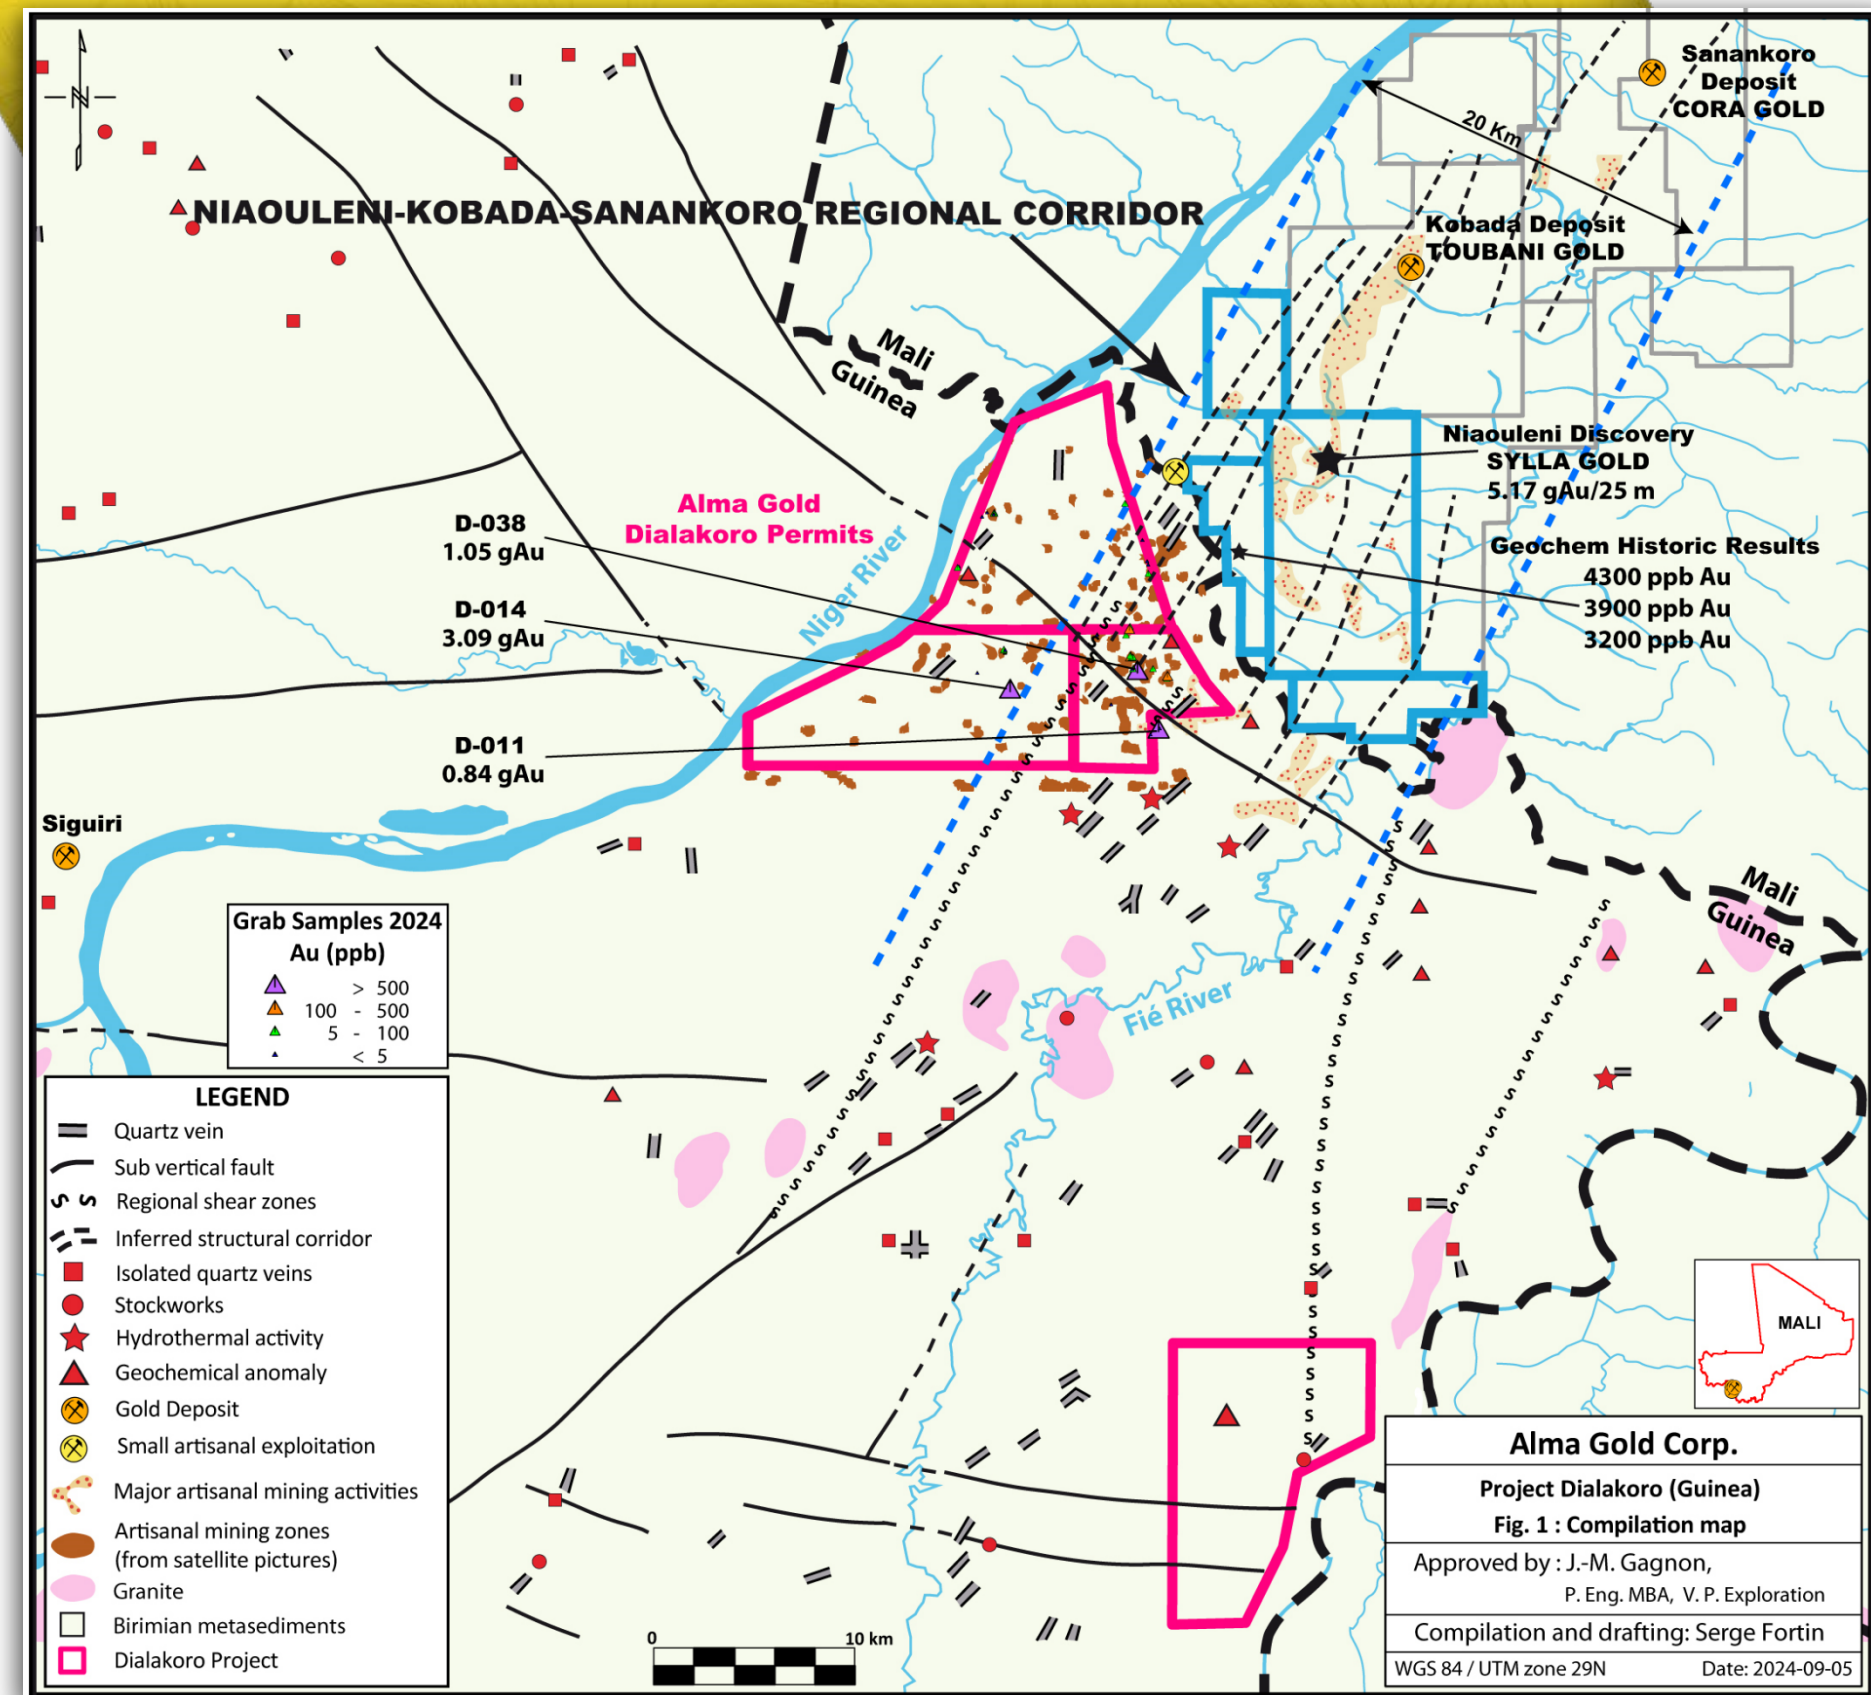 N
Sanankoro
Deposit
CORA GOLD
20 Km
NIAOULENI-KOBADA-SANANKORO REGIONAL CORRIDOR
Kobada Deposit
TOUBANI GOLD
Mali
Guinea
Niaouleni Discovery
SYLLA GOLD
5.17 gAu/25 m
Alma Gold
Dialakoro Permits
D-038
1.05 gAu
Niger River
Geochem Historic Results
4300 ppb Au
3900 ppb Au
3200 ppb Au
D-014
3.09 gAu
D-011
0.84 gAu
Siguiri
Mali
Guinea
Fié River
Grab Samples 2024
Au (ppb)
> 500
100 - 500
5 - 100
< 5
LEGEND
Quartz vein
Sub vertical fault
S S Regional shear zones
Inferred structural corridor
Isolated quartz veins
Stockworks
Hydrothermal activity
Geochemical anomaly
Gold Deposit
Small artisanal exploitation
Major artisanal mining activities
Artisanal mining zones
(from satellite pictures)
Granite
Birimian metasediments
Dialakoro Project
0 10 km
MALI
Alma Gold Corp.
Project Dialakoro (Guinea)
Fig. 1 : Compilation map
Approved by : J.-M. Gagnon,
P. Eng. MBA, V. P. Exploration
Compilation and drafting: Serge Fortin
WGS 84 / UTM zone 29N Date: 2024-09-05